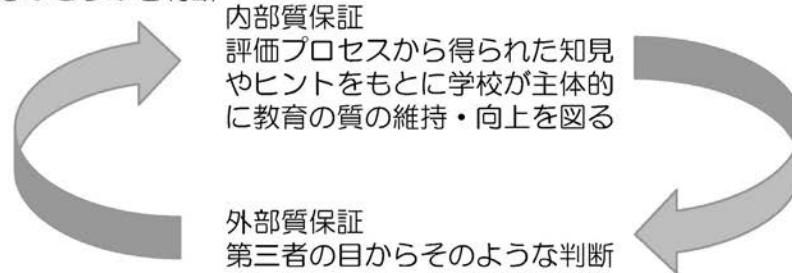 内部質保証
評価プロセスから得られた知見
やヒントをもとに学校が主体的
に教育の質の維持・向上を図る
外部質保証
第三者の目からそのような判断